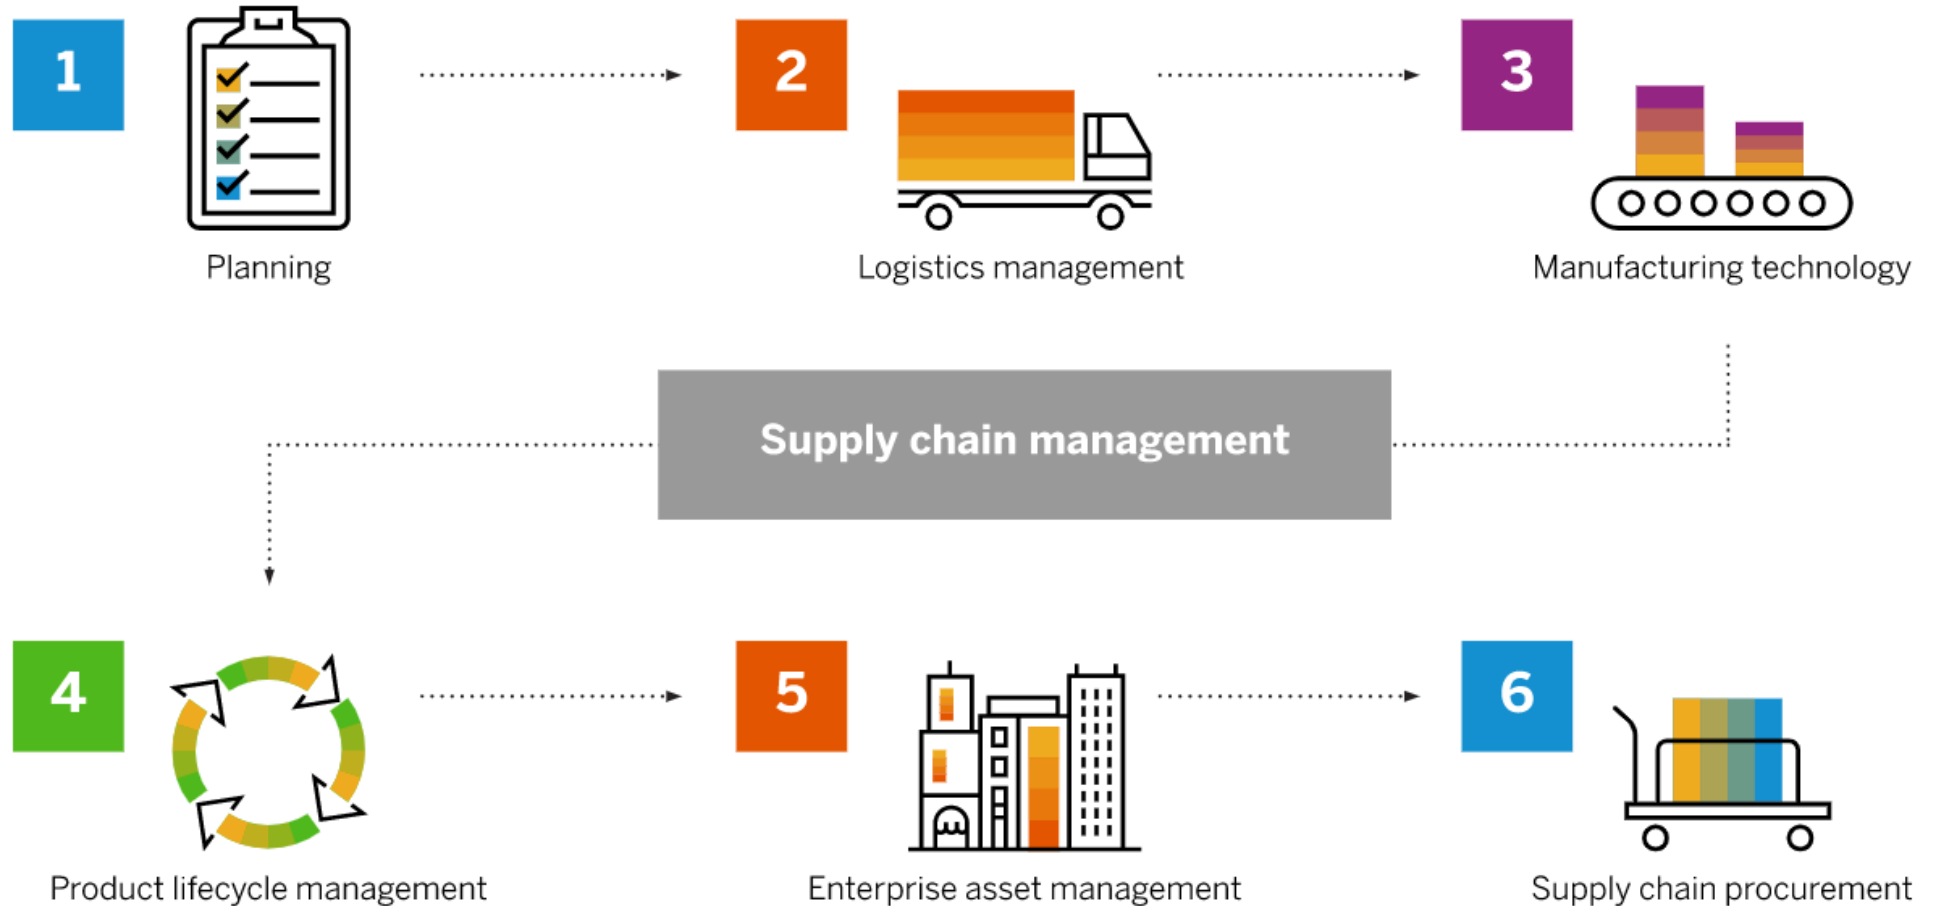 1
Planning
2
Logistics management
3
Manufacturing technology
Supply chain management
4
Product lifecycle management
5
Enterprise asset management
6
Supply chain procurement